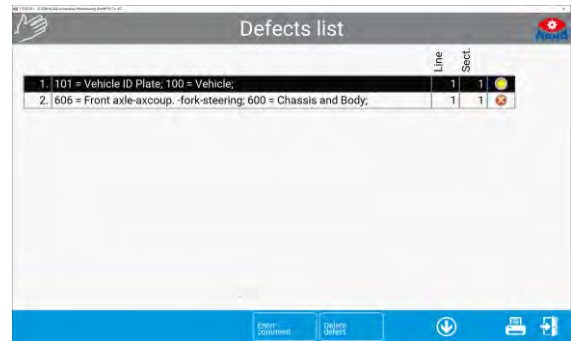 Defects list
Line
Sect.
1. 101 = Vehicle ID Plate; 100 = Vehicle; 1 1
2. 606 = Front axle-axcoup. -fork-steering; 600 = Chassis and Body; 1 1
Enter comment
Delete defect